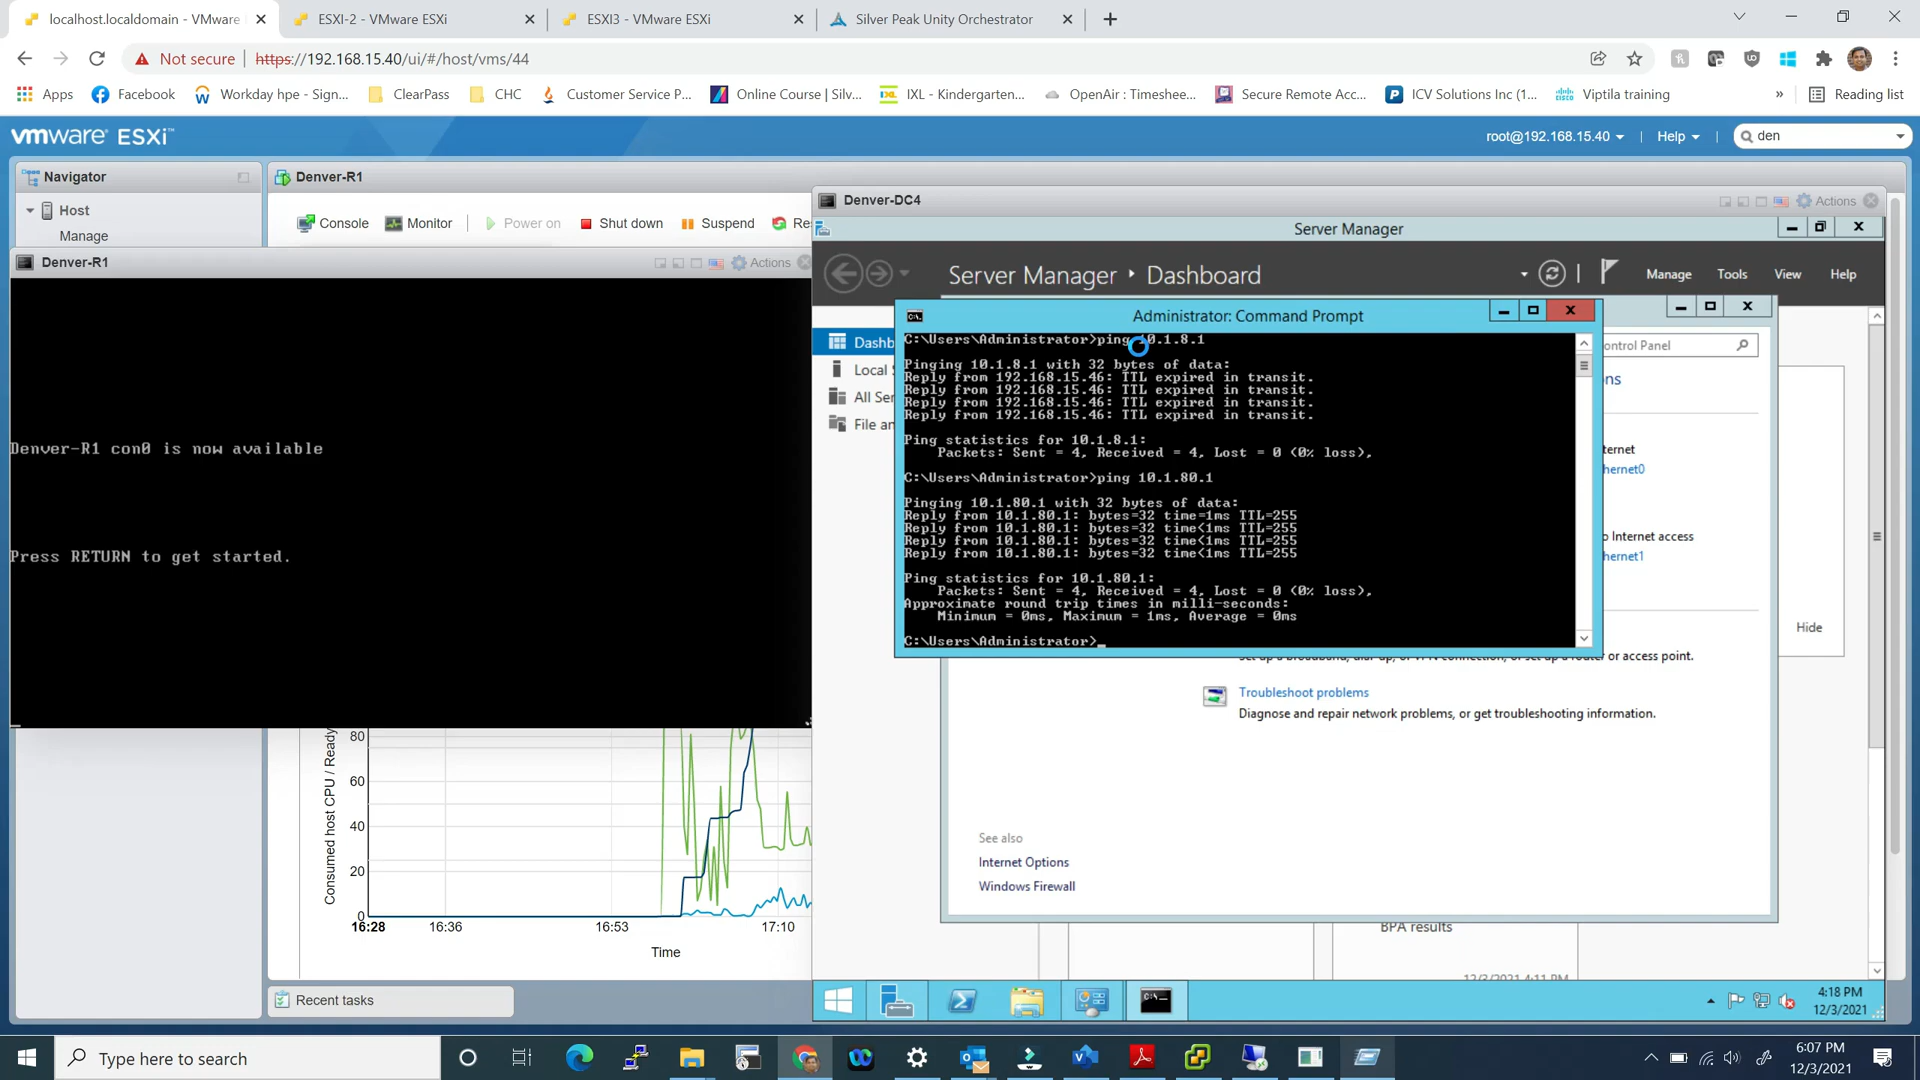 localhost.localdomain - VMware
ESXI-2 - VMware ESXi
ESXI3 - VMware ESXi
Silver Peak Unity Orchestrator
Not secure
https://192.168.15.40/ui/#/host/vms/44
Apps
Facebook
Workday hpe - Sign...
ClearPass
CHC
Customer Service P...
Online Course | Silv...
IXL - Kindergarten...
OpenAir : Timeshee...
Secure Remote Acc...
ICV Solutions Inc (1...
Viptila training
»
Reading list
vmware ESXi™
root@192.168.15.40
Help
den
Navigator
Host
Manage
Denver-R1
Console
Monitor
Power on
Shut down
Suspend
Re
Denver-R1
Actions
Denver-R1 con0 is now available
Press RETURN to get started.
Consumed host CPU / Ready
80
60
40
20
0
16:28
16:36
16:53
17:10
Time
Recent tasks
Denver-DC4
Actions
Server Manager
Server Manager
Dashboard
Manage
Tools
View
Help
Dashb
Local
All Ser
File an
Administrator: Command Prompt
C:\Users\Administrator>ping 10.1.8.1
Pinging 10.1.8.1 with 32 bytes of data:
Reply from 192.168.15.46: TTL expired in transit.
Reply from 192.168.15.46: TTL expired in transit.
Reply from 192.168.15.46: TTL expired in transit.
Reply from 192.168.15.46: TTL expired in transit.
Ping statistics for 10.1.8.1:
Packets: Sent = 4, Received = 4, Lost = 0 (0% loss),
C:\Users\Administrator>ping 10.1.80.1
Pinging 10.1.80.1 with 32 bytes of data:
Reply from 10.1.80.1: bytes=32 time=1ms TTL=255
Reply from 10.1.80.1: bytes=32 time<1ms TTL=255
Reply from 10.1.80.1: bytes=32 time<1ms TTL=255
Reply from 10.1.80.1: bytes=32 time<1ms TTL=255
Ping statistics for 10.1.80.1:
Packets: Sent = 4, Received = 4, Lost = 0 (0% loss),
Approximate round trip times in milli-seconds:
Minimum = 0ms, Maximum = 1ms, Average = 0ms
C:\Users\Administrator>_
ontrol Panel
ons
ternet
hernet0
o Internet access
hernet1
Hide
or access point.
Troubleshoot problems
Diagnose and repair network problems, or get troubleshooting information.
See also
Internet Options
Windows Firewall
BPA results
12/3/2021 4:11 PM
4:18 PM
12/3/2021
Type here to search
6:07 PM
12/3/2021